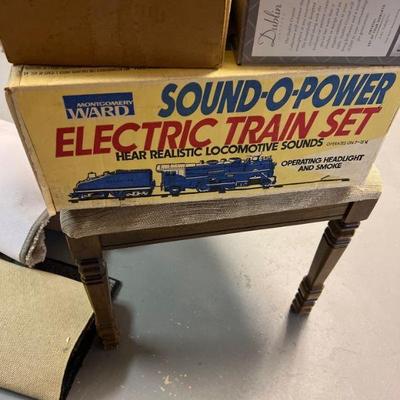 Dublin
MONTGOMERY
WARD
SOUND-O-POWER
ELECTRIC TRAIN SET
HEAR REALISTIC LOCOMOTIVE SOUNDS
OPERATING HEADLIGHT
AND SMOKE